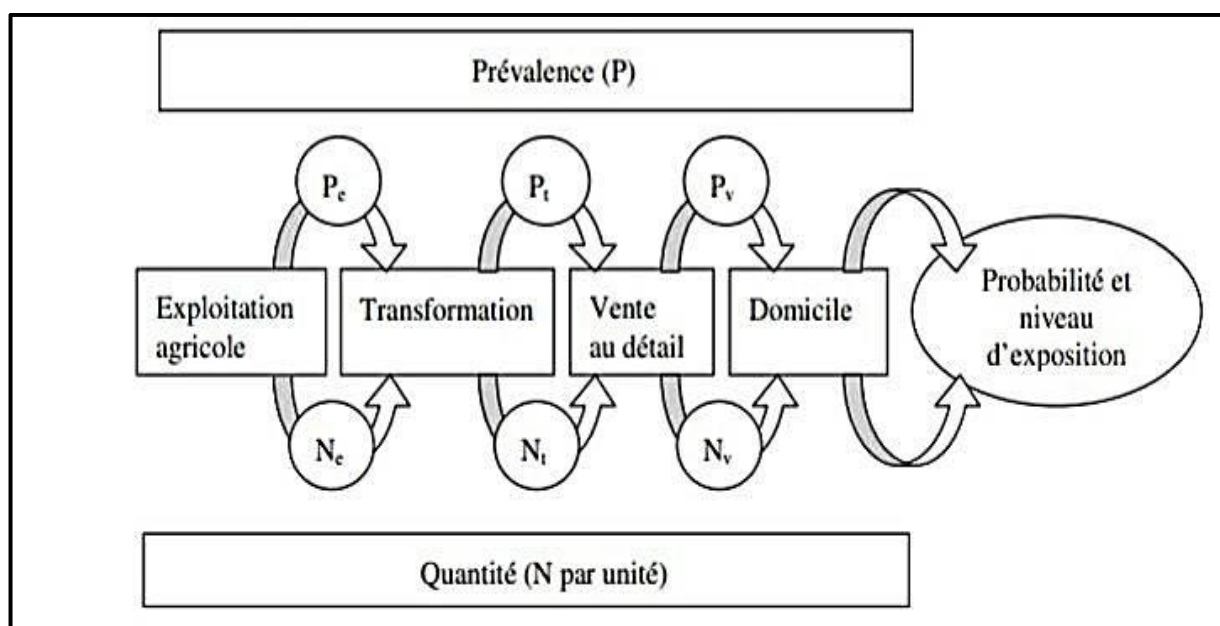 Prévalence (P)
Pe
Pt
Pv
Exploitation
agricole
Transformation
Vente
au détail
Domicile
Probabilité et
niveau
d'exposition
Ne
Nt
Nv
Quantité (N par unité)